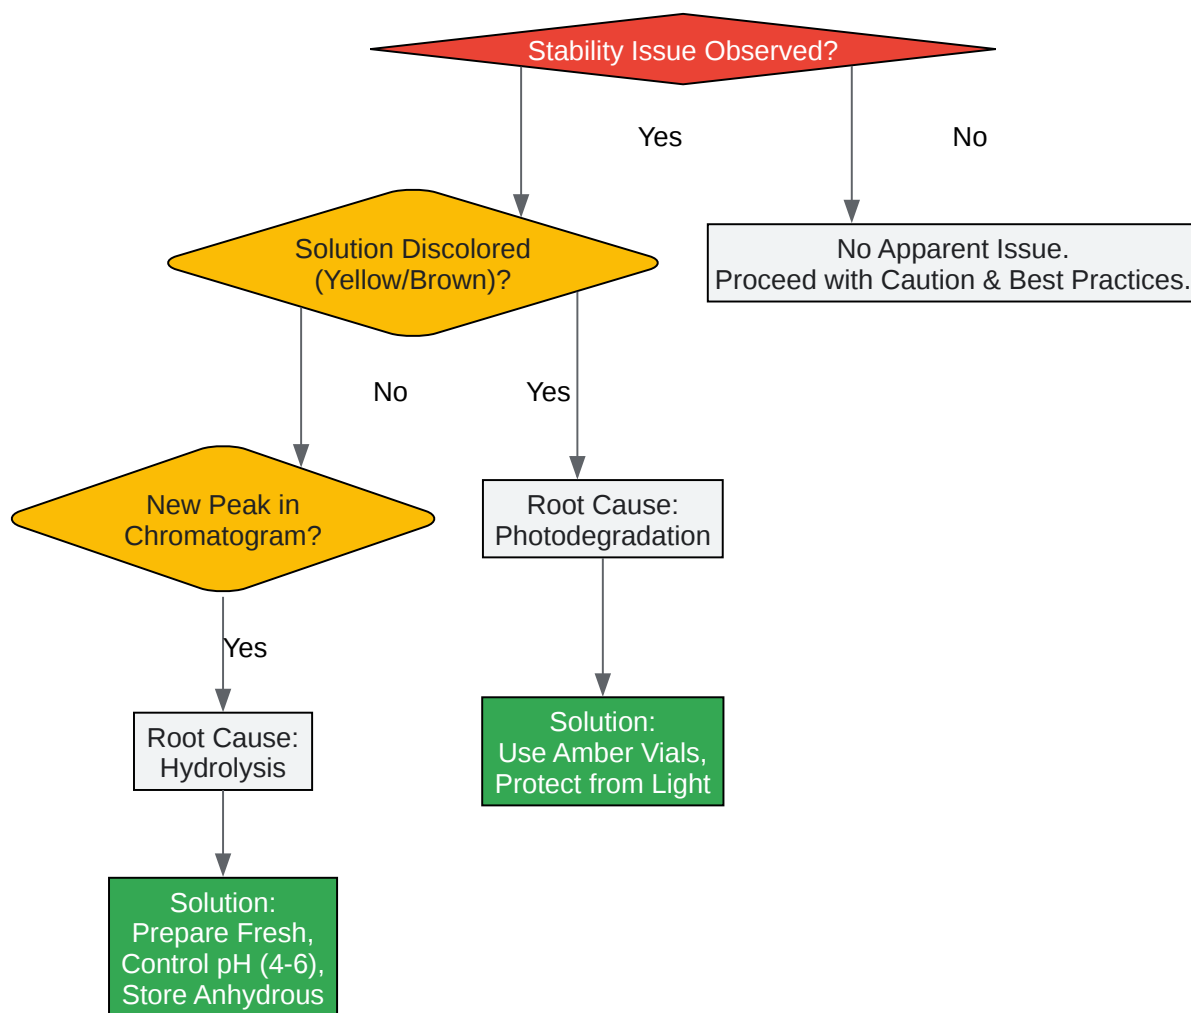 Stability Issue Observed?
Yes
No
Solution Discolored
(Yellow/Brown)?
No Apparent Issue.
Proceed with Caution & Best Practices.
No
Yes
New Peak in
Chromatogram?
Root Cause:
Photodegradation
Yes
Root Cause:
Hydrolysis
Solution:
Use Amber Vials,
Protect from Light
Solution:
Prepare Fresh,
Control pH (4-6),
Store Anhydrous